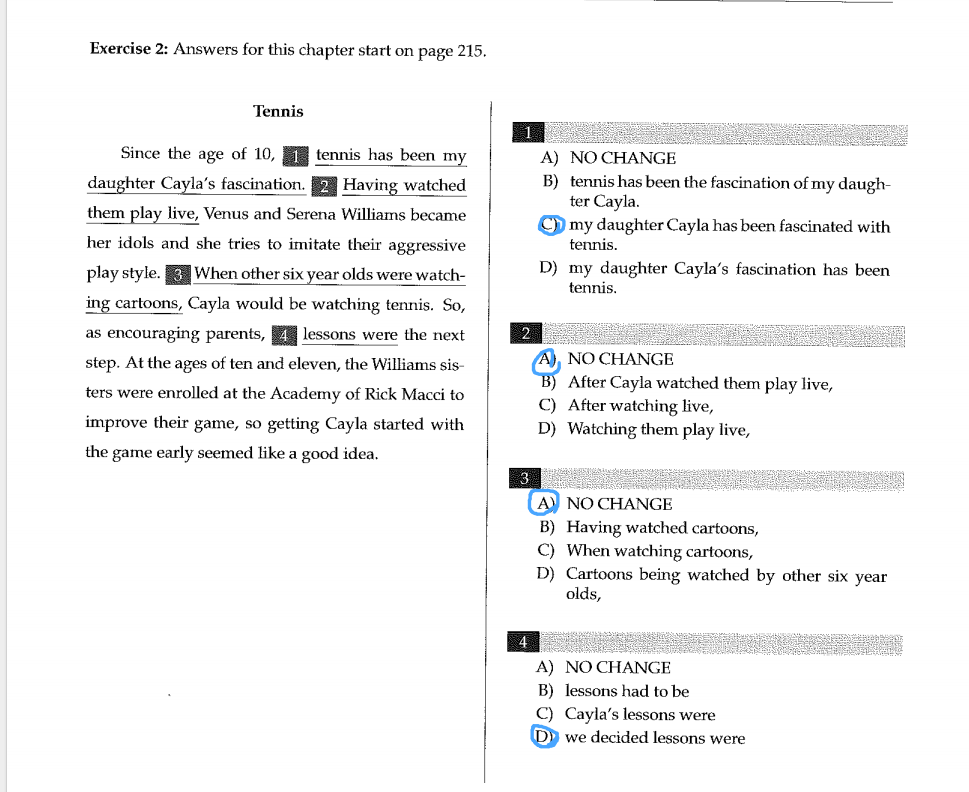 Exercise 2: Answers for this chapter start on page 215.
Tennis
Since the age of 10, 1 tennis has been my
daughter Cayla's fascination. 2 Having watched
them play live, Venus and Serena Williams became
her idols and she tries to imitate their aggressive
play style. 3 When other six year olds were watch-
ing cartoons, Cayla would be watching tennis. So,
as encouraging parents, 4 lessons were the next
step. At the ages of ten and eleven, the Williams sis-
ters were enrolled at the Academy of Rick Macci to
improve their game, so getting Cayla started with
the game early seemed like a good idea.
1
A) NO CHANGE
B) tennis has been the fascination of my daugh-
ter Cayla.
C) my daughter Cayla has been fascinated with
tennis.
D) my daughter Cayla's fascination has been
tennis.
2
A) NO CHANGE
B) After Cayla watched them play live,
C) After watching live,
D) Watching them play live,
3
A) NO CHANGE
B) Having watched cartoons,
C) When watching cartoons,
D) Cartoons being watched by other six year
olds,
4
A) NO CHANGE
B) lessons had to be
C) Cayla's lessons were
D) we decided lessons were